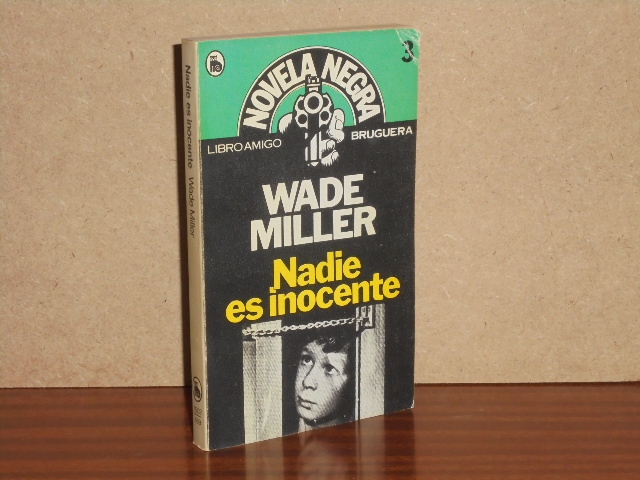 3
NOVELA NEGRA
LIBRO AMIGO
BRUGUERA
WADE
MILLER
Nadie
es inocente
Nadie es inocente Wade Miller